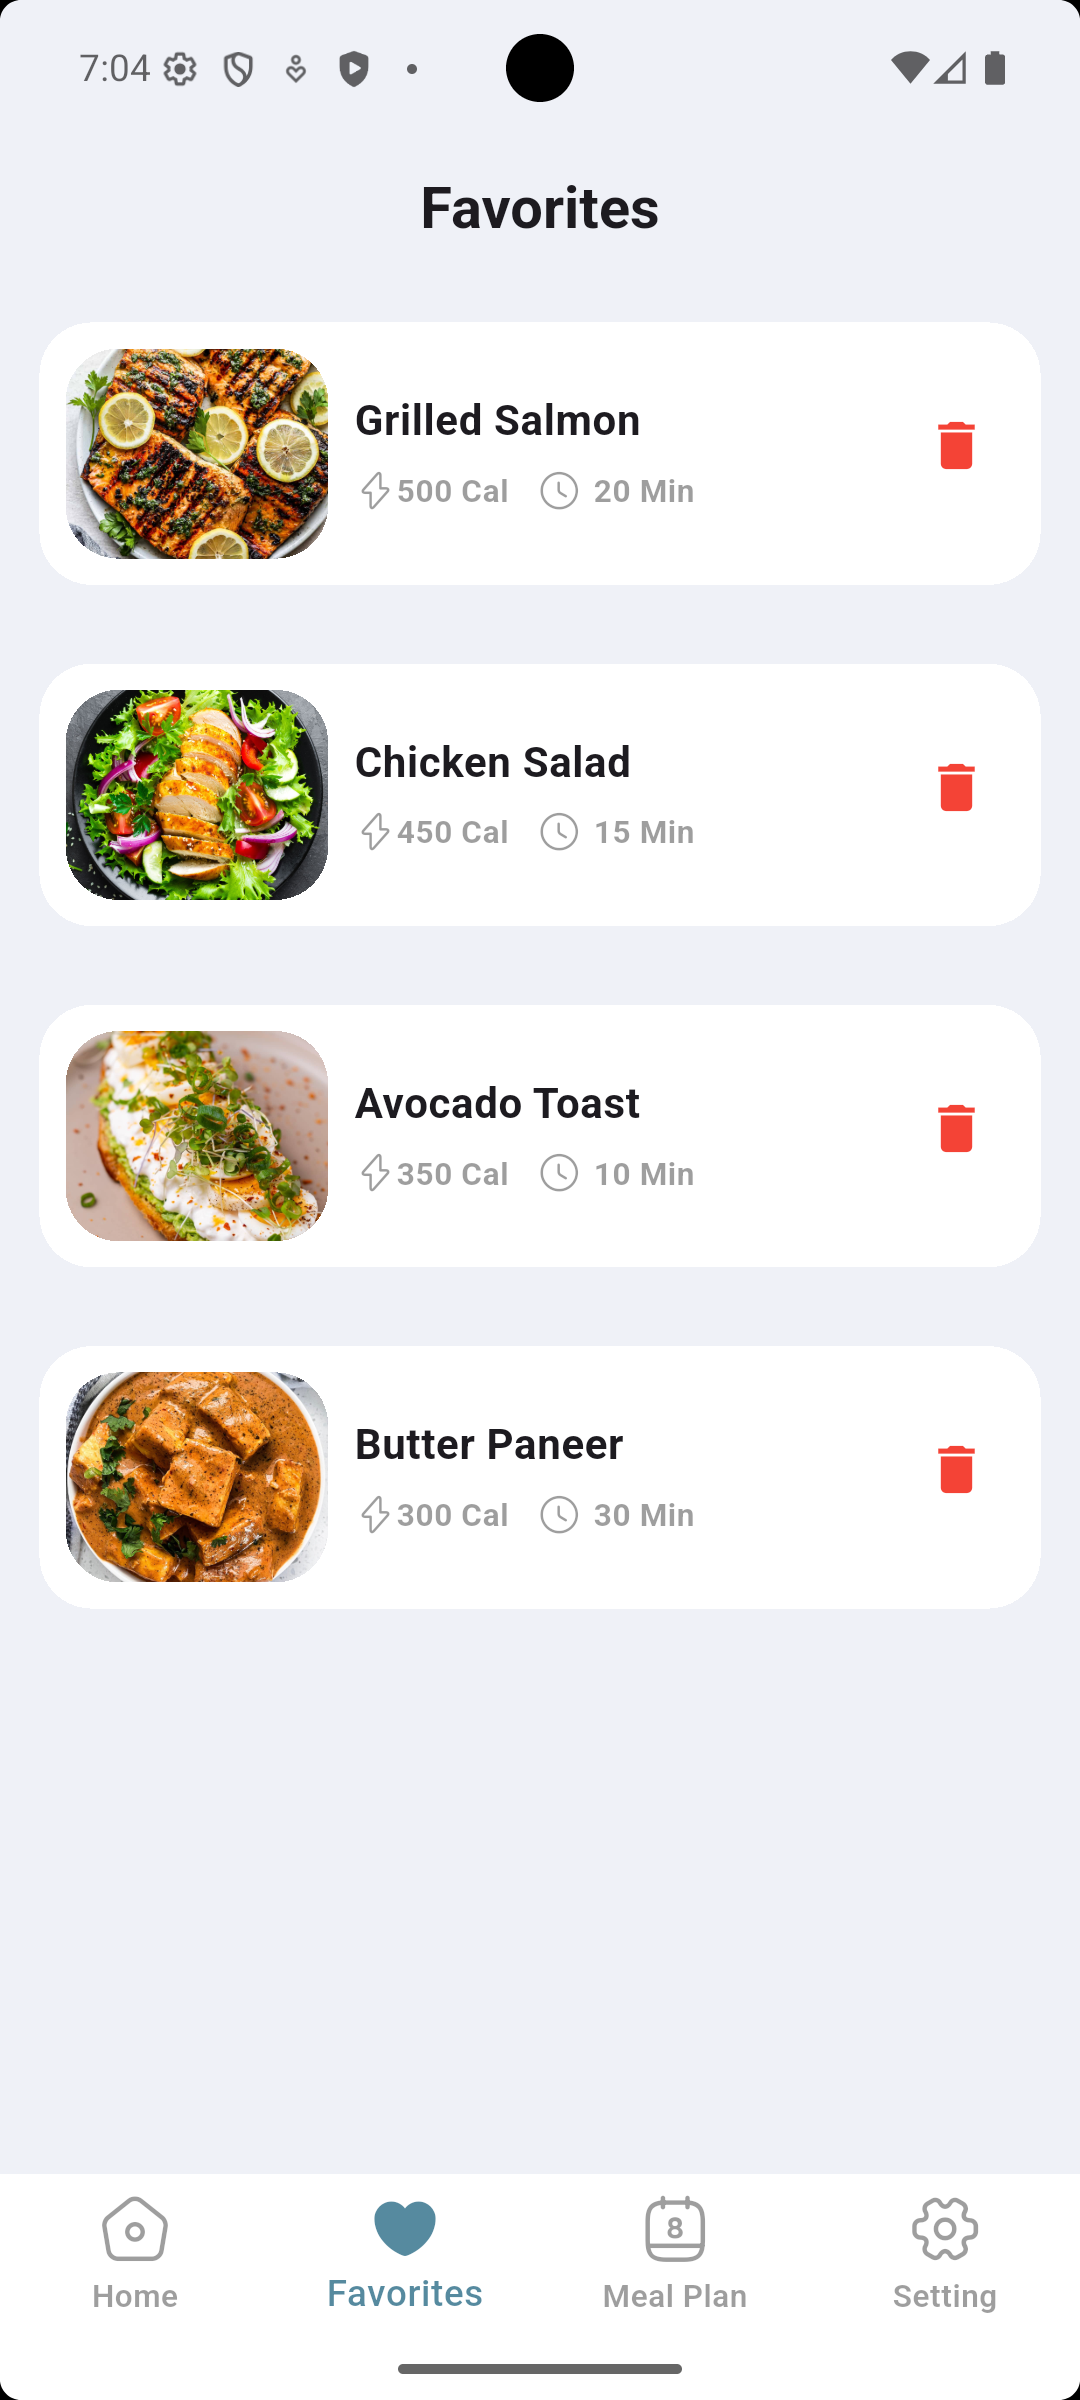 7:04
Favorites
Grilled Salmon
500 Cal 20 Min
Chicken Salad
450 Cal 15 Min
Avocado Toast
350 Cal 10 Min
Butter Paneer
300 Cal 30 Min
8
Home Favorites Meal Plan Setting